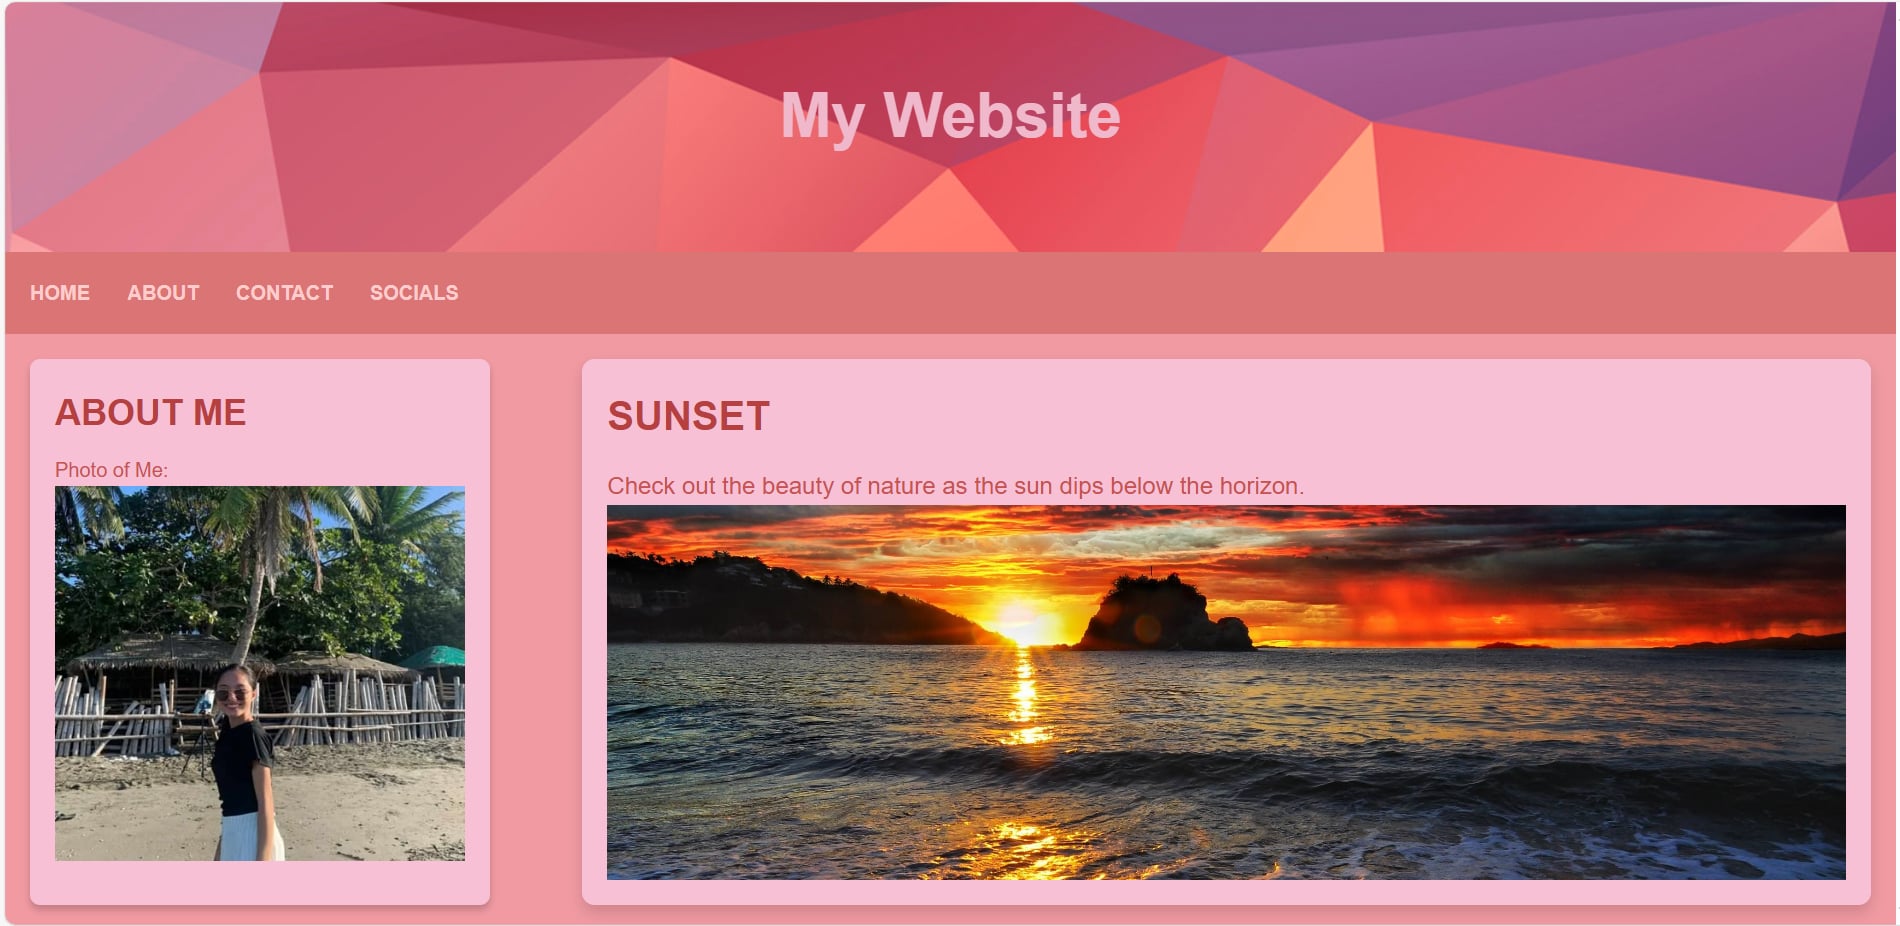 My Website
HOME ABOUT CONTACT SOCIALS
ABOUT ME
Photo of Me:
SUNSET
Check out the beauty of nature as the sun dips below the horizon.